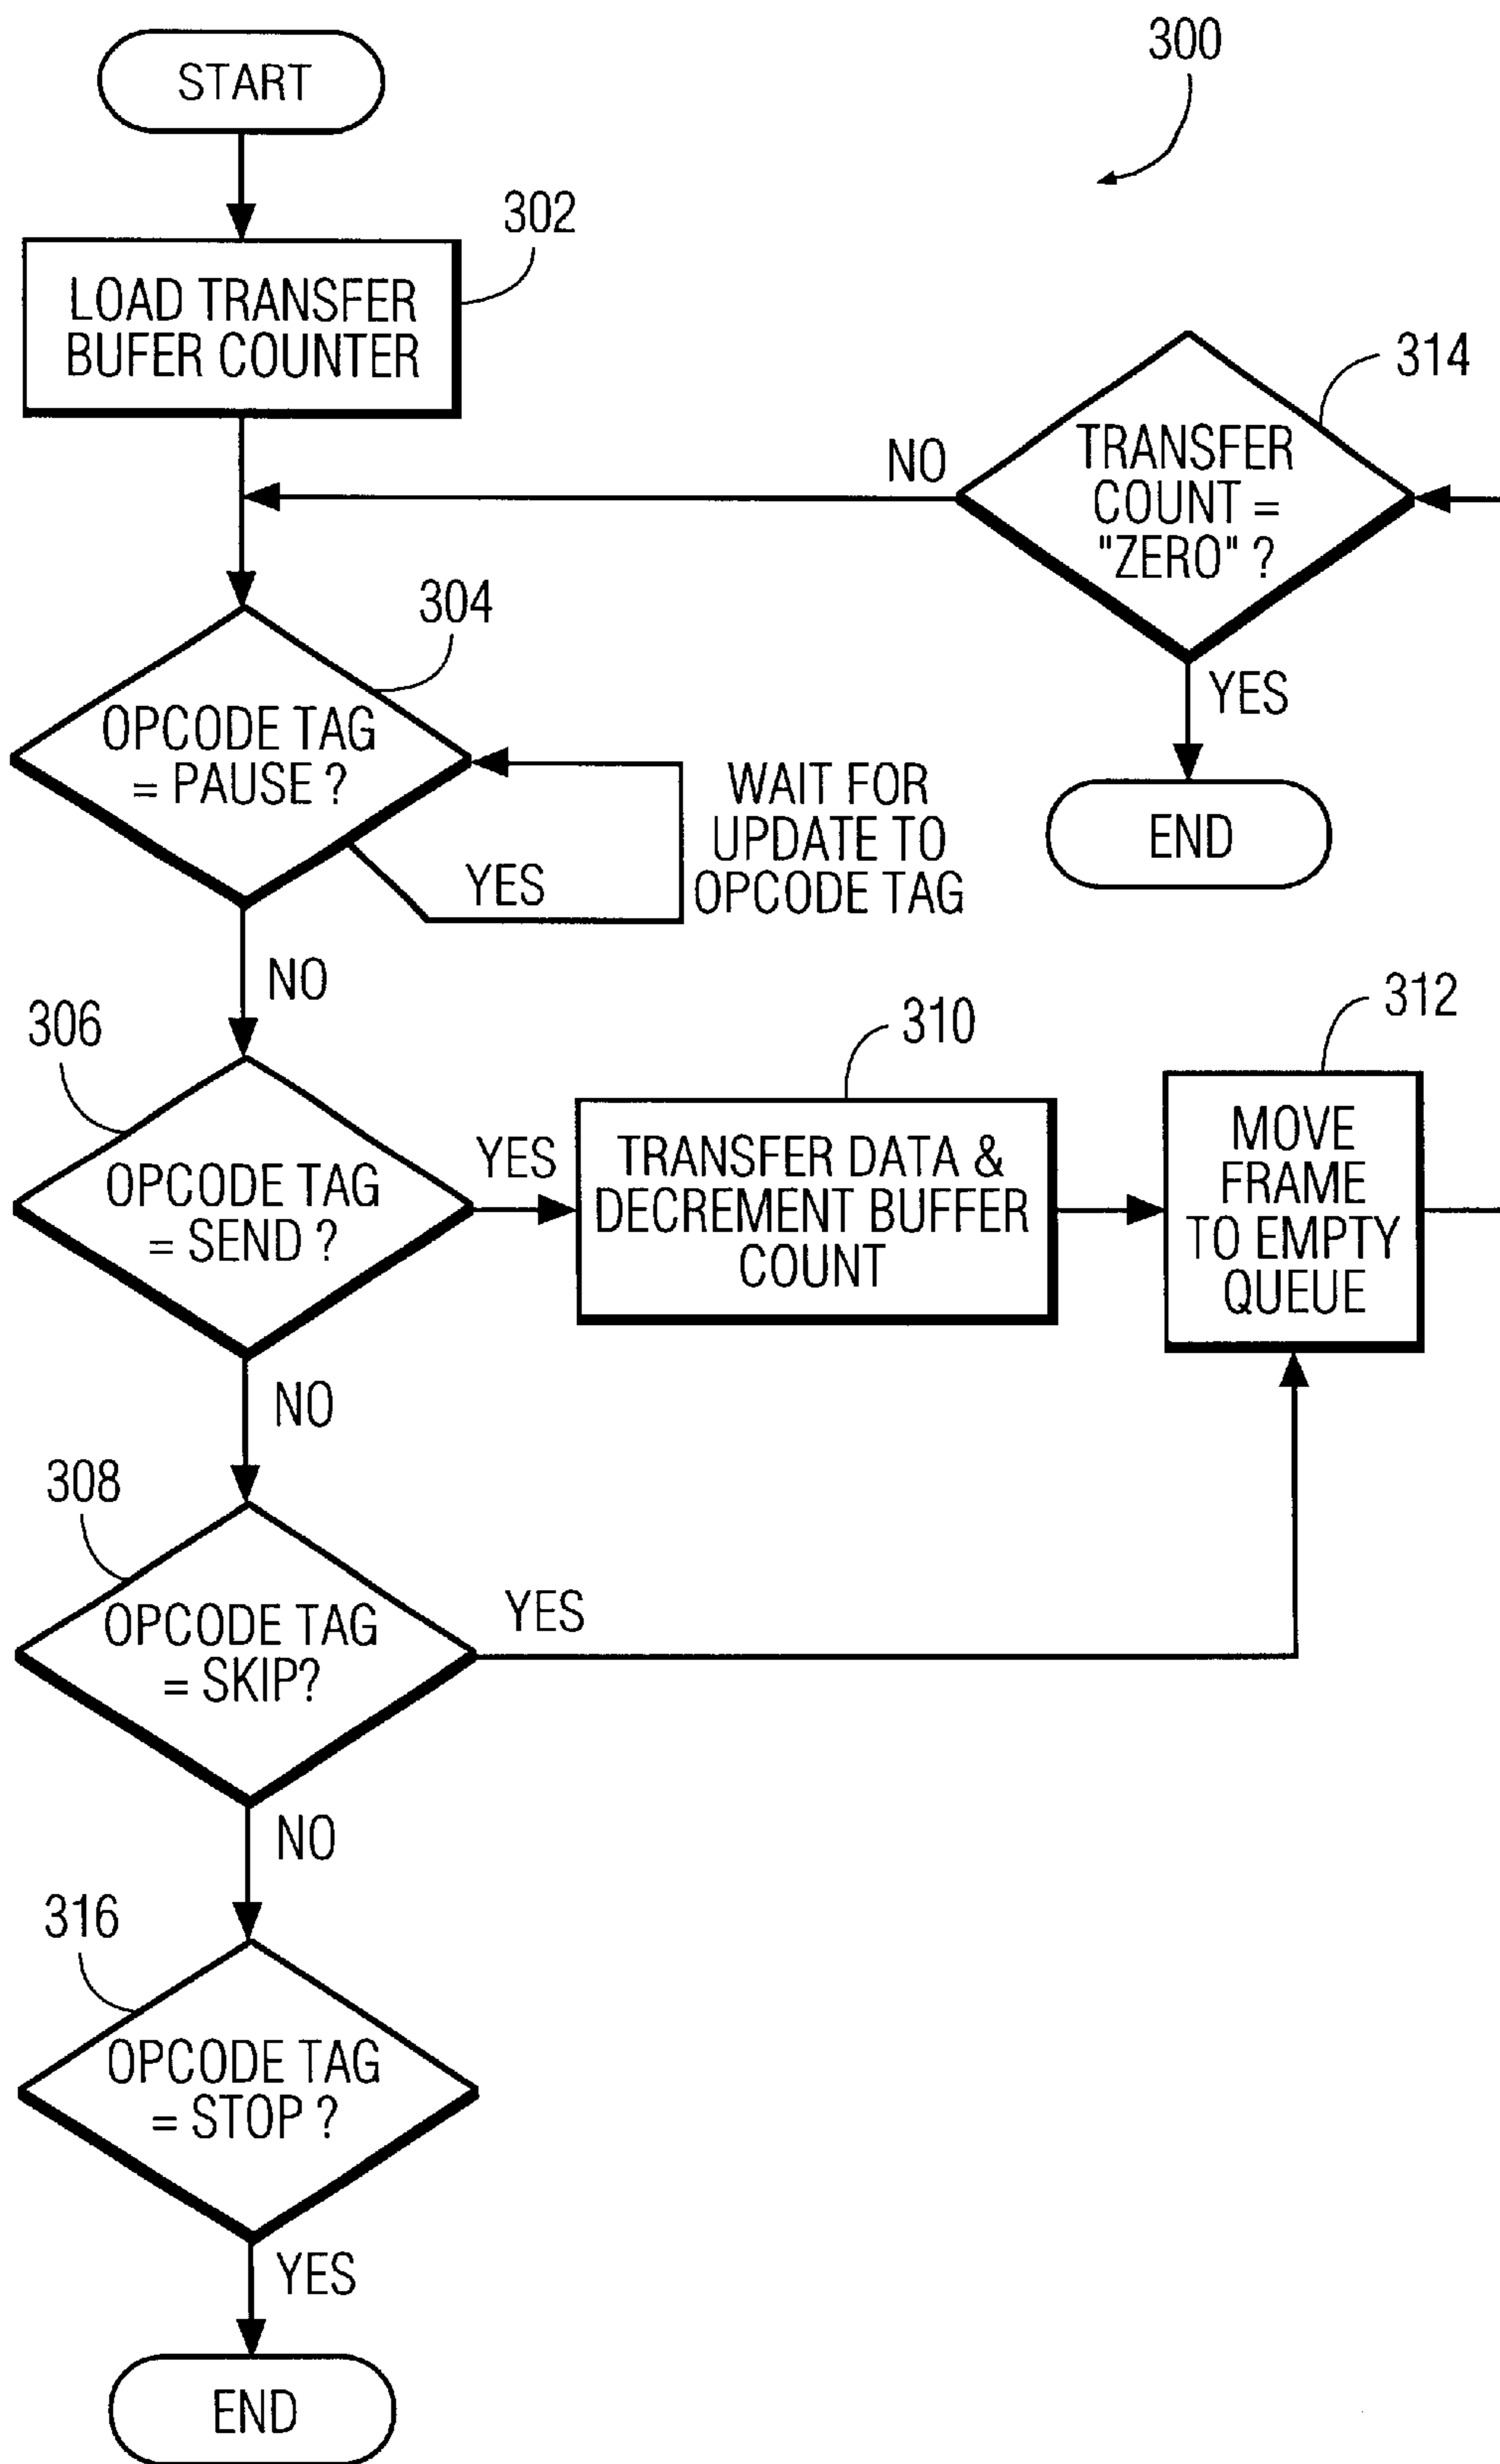 START
300
302
LOAD TRANSFER
BUFER COUNTER
314
NO
TRANSFER
COUNT =
"ZERO" ?
304
YES
OPCODE TAG
= PAUSE ?
WAIT FOR
UPDATE TO
OPCODE TAG
END
YES
NO
306
310
312
OPCODE TAG
= SEND ?
YES
TRANSFER DATA &
DECREMENT BUFFER
COUNT
MOVE
FRAME
TO EMPTY
QUEUE
NO
308
OPCODE TAG
= SKIP?
YES
NO
316
OPCODE TAG
= STOP ?
YES
END